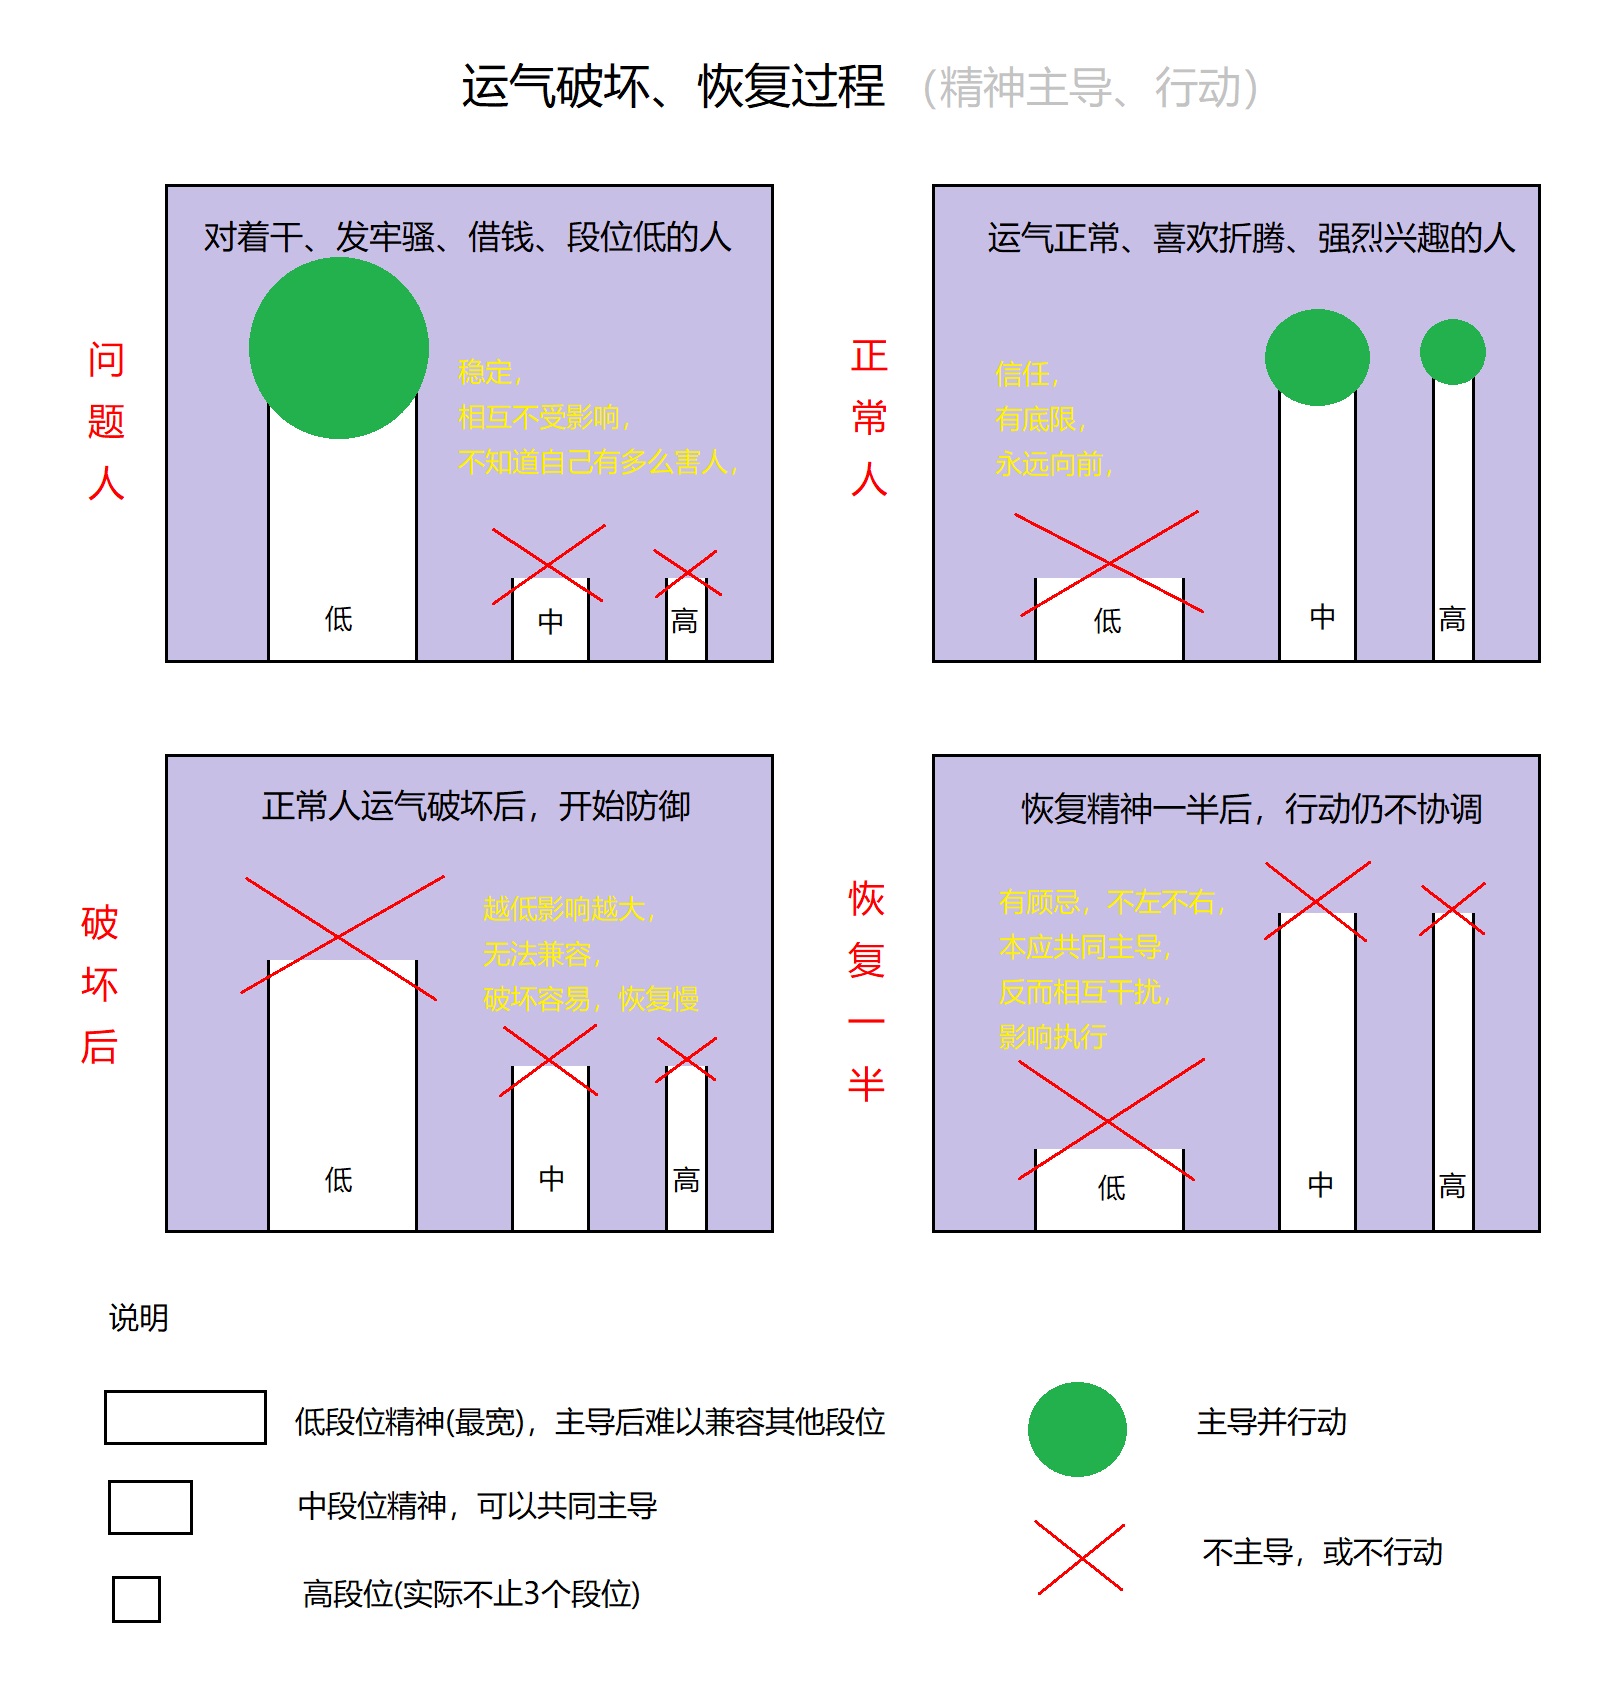 运气破坏、恢复过程 （精神主导、行动）
问题人
对着干、发牢骚、借钱、段位低的人
稳定，
相互不受影响，
不知道自己有多么害人，
低
中
高
正常人
运气正常、喜欢折腾、强烈兴趣的人
信任，
有底限，
永远向前，
低
中
高
破坏后
正常人运气破坏后，开始防御
越低影响越大，
无法兼容，
破坏容易，恢复慢
低
中
高
恢复一半
恢复精神一半后，行动仍不协调
有顾忌，不左不右，
本应共同主导，
反而相互干扰，
影响执行
低
中
高
说明
低段位精神(最宽)，主导后难以兼容其他段位
中段位精神，可以共同主导
高段位(实际不止3个段位)
主导并行动
不主导，或不行动